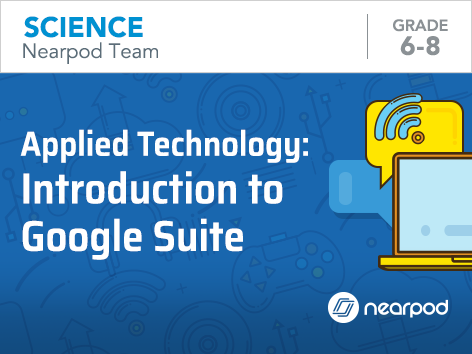 SCIENCE
Nearpod Team
GRADE
6-8
Applied Technology:
Introduction to
Google Suite
nearpod